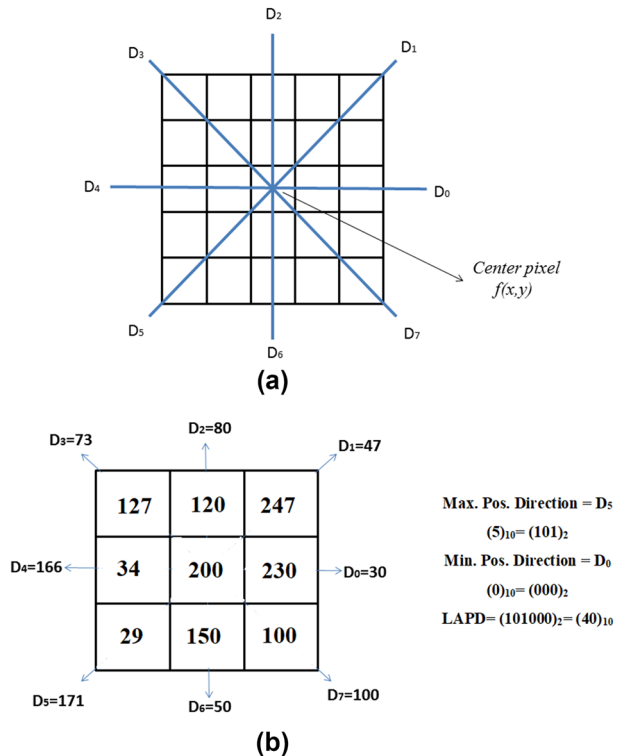 D₂
D₃
D₁
D₄
D₀
Center pixel
f(x,y)
D₅
D₇
D₆
(a)
D₂=80
D₃=73
D₁=47
127 120 247
D₄=166
34 200 230
D₀=30
29 150 100
D₅=171
D₆=50
D₇=100
Max. Pos. Direction = D₅
(5)₁₀= (101)₂
Min. Pos. Direction = D₀
(0)₁₀= (000)₂
LAPD= (101000)₂= (40)₁₀
(b)